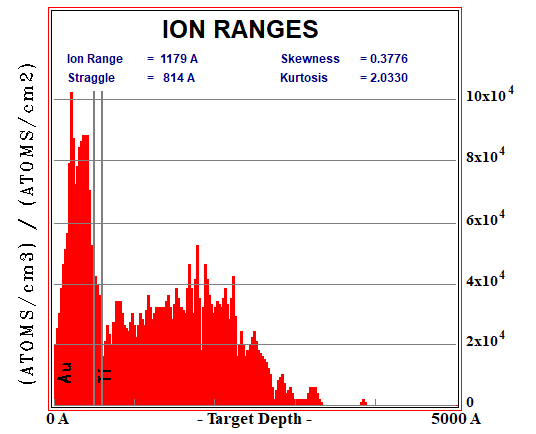 ION RANGES
Ion Range = 1179 A Skewness = 0.3776
Straggle = 814 A Kurtosis = 2.0330
(ATOMS/cm3) / (ATOMS/cm2)
10x10^4
8x10^4
6x10^4
4x10^4
2x10^4
0
Au
Ti
0 A - Target Depth - 5000 A